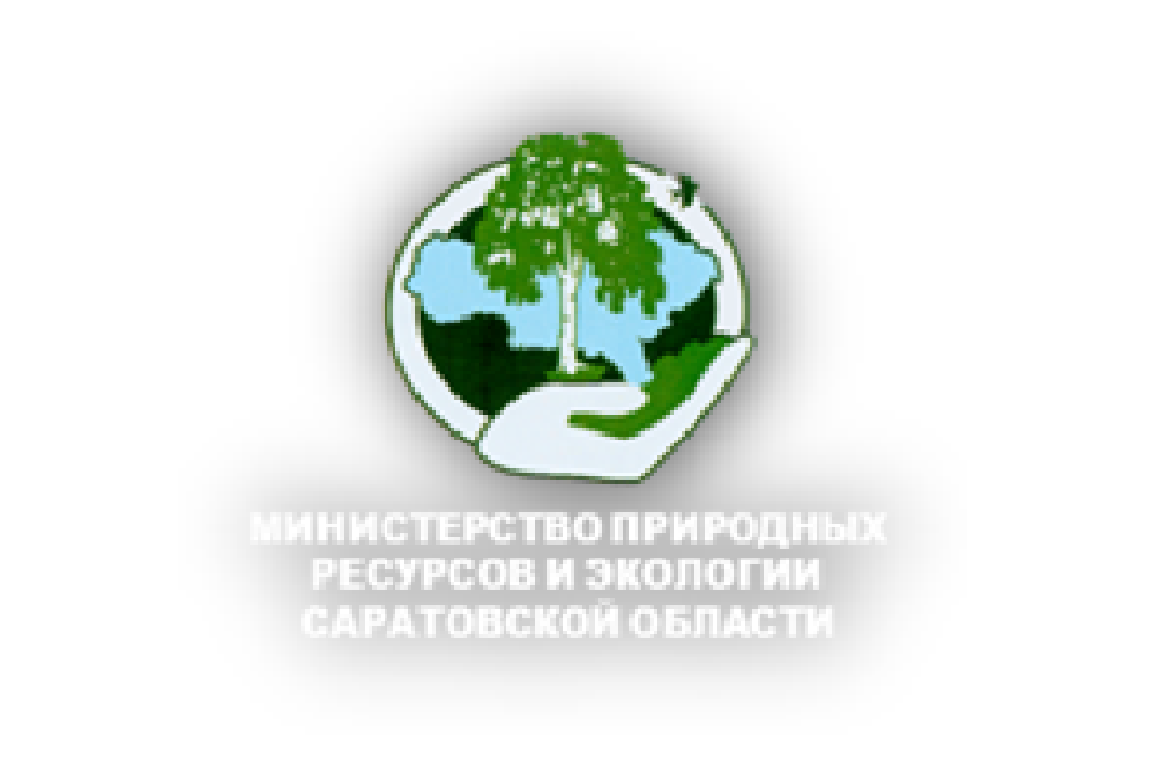 МИНИСТЕРСТВО ПРИРОДНЫХ
РЕСУРСОВ И ЭКОЛОГИИ
САРАТОВСКОЙ ОБЛАСТИ